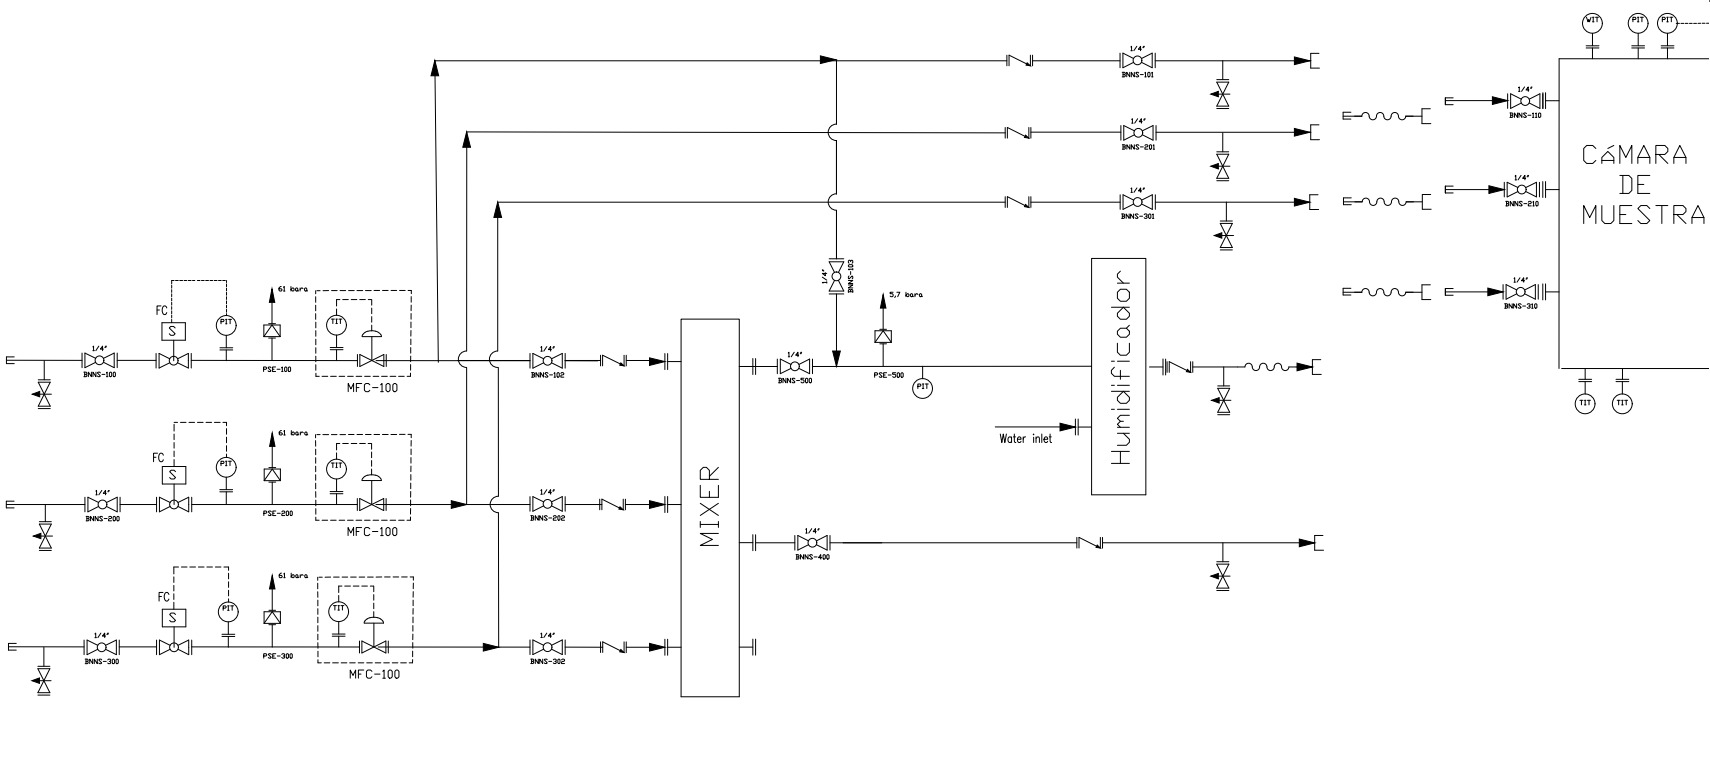 WIT
PIT
PIT
1/4"
BNNS-101
1/4"
BNNS-110
1/4"
BNNS-201
CÁMARA
DE
MUESTRA
1/4"
BNNS-210
1/4"
BNNS-301
1/4"
BNNS-103
1/4"
BNNS-310
61 bara
5,7 bara
FC
S
PIT
TIT
1/4"
BNNS-100
PSE-100
MFC-100
1/4"
BNNS-102
1/4"
BNNS-500
PSE-500
PIT
Humidificador
Water inlet
TIT
TIT
61 bara
FC
S
PIT
TIT
1/4"
BNNS-200
PSE-200
MFC-100
1/4"
BNNS-202
MIXER
1/4"
BNNS-400
61 bara
FC
S
PIT
TIT
1/4"
BNNS-300
PSE-300
MFC-100
1/4"
BNNS-302